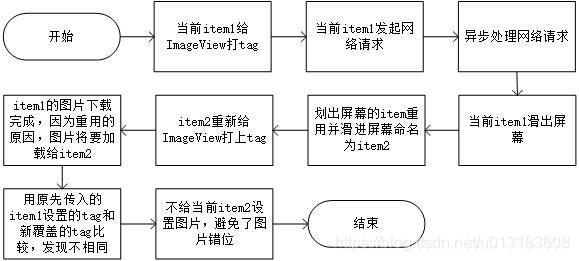 开始
当前item1给
ImageView打tag
当前item1发起网
络请求
异步处理网络请求
当前item1滑出
屏幕
划出屏幕的item重
用并滑进屏幕命名
为item2
item2重新给
ImageView打上tag
item1的图片下载
完成，因为重用的
原因，图片将要加
载给item2
用原先传入的
item1设置的tag和
新覆盖的tag比
较，发现不相同
不给当前item2设
置图片，避免了图
片错位
结束
https://blog.csdn.net/u013183608